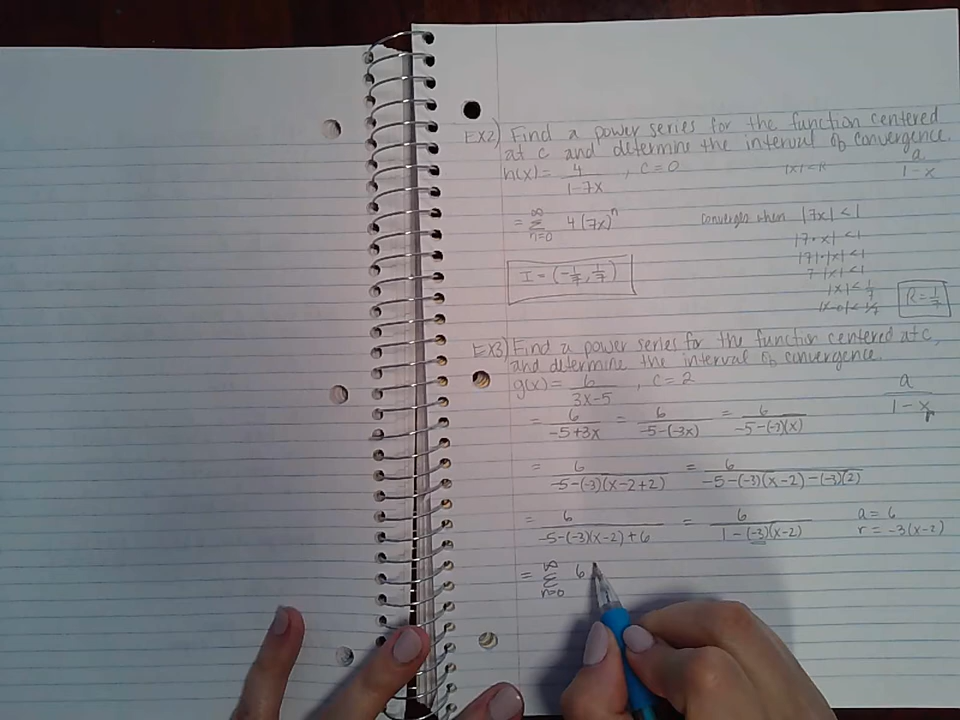 EX2) Find a power series for the function centered
at c and determine the interval of convergence.
h(x) = 4/(1-7x) , c = 0 |x| < R a/(1-x)
= ∑_{n=0}^{∞} 4(7x)^n converges when |7x| < 1
|7·x| < 1
|7|·|x| < 1
I = (-1/7, 1/7) 7·|x| < 1
|x| < 1/7
|x-0| < 1/7 R = 1/7
EX3) Find a power series for the function centered at c,
and determine the interval of convergence.
g(x) = 6/(3x-5) , c = 2 a/(1-r)
= 6/(-5+3x) = 6/(-5-(-3x)) = 6/(-5-(-3)(x))
= 6/(-5-(-3)(x-2+2)) = 6/(-5-(-3)(x-2)-(-3)(2))
= 6/(-5-(-3)(x-2)+6) = 6/(1-(-3)(x-2)) a = 6
r = -3(x-2)
= ∑_{n=0}^{∞} 6